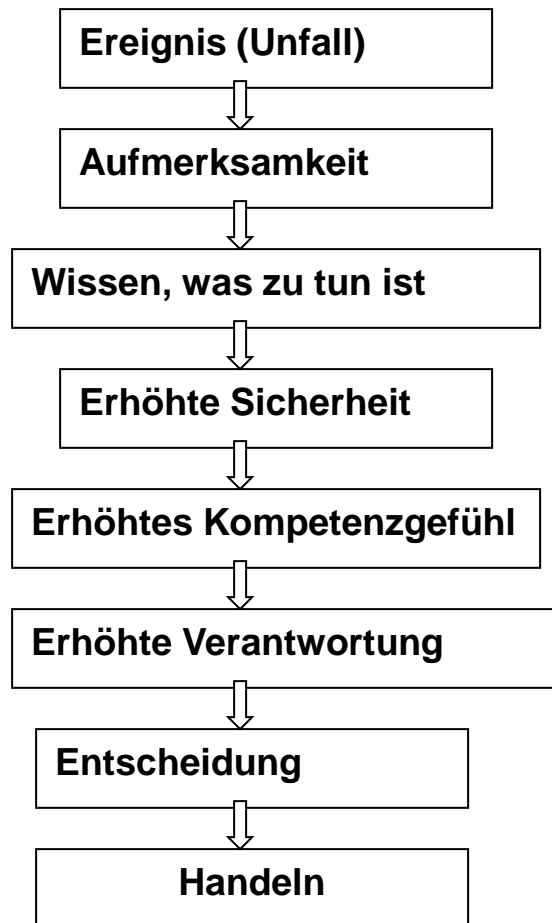 Ereignis (Unfall)
Aufmerksamkeit
Wissen, was zu tun ist
Erhöhte Sicherheit
Erhöhtes Kompetenzgefühl
Erhöhte Verantwortung
Entscheidung
Handeln